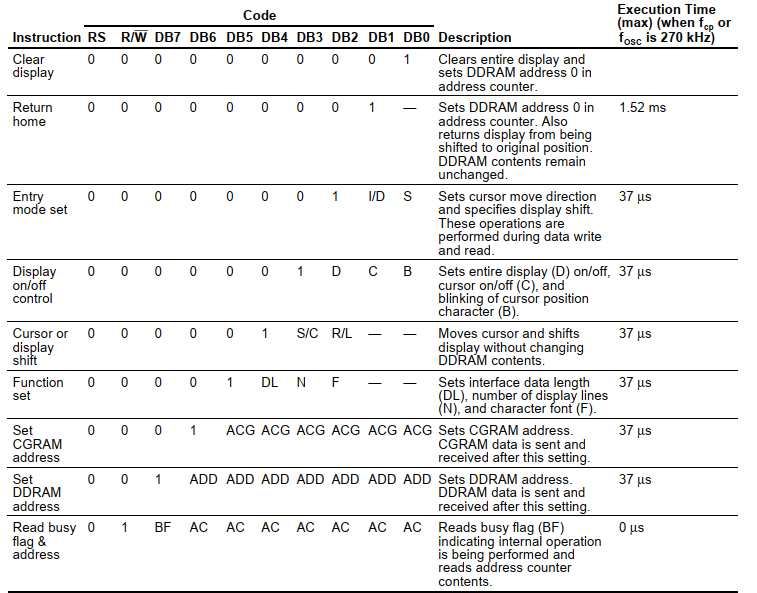 Code
Execution Time
(max) (when fcp or
fOSC is 270 kHz)
Instruction RS R/W̅ DB7 DB6 DB5 DB4 DB3 DB2 DB1 DB0 Description
Clear 0 0 0 0 0 0 0 0 0 1 Clears entire display and
display sets DDRAM address 0 in
address counter.
Return 0 0 0 0 0 0 0 0 1 — Sets DDRAM address 0 in 1.52 ms
home address counter. Also
returns display from being
shifted to original position.
DDRAM contents remain
unchanged.
Entry 0 0 0 0 0 0 0 1 I/D S Sets cursor move direction 37 µs
mode set and specifies display shift.
These operations are
performed during data write
and read.
Display 0 0 0 0 0 0 1 D C B Sets entire display (D) on/off, 37 µs
on/off cursor on/off (C), and
control blinking of cursor position
character (B).
Cursor or 0 0 0 0 0 1 S/C R/L — — Moves cursor and shifts 37 µs
display display without changing
shift DDRAM contents.
Function 0 0 0 0 1 DL N F — — Sets interface data length 37 µs
set (DL), number of display lines
(N), and character font (F).
Set 0 0 0 1 ACG ACG ACG ACG ACG ACG Sets CGRAM address. 37 µs
CGRAM CGRAM data is sent and
address received after this setting.
Set 0 0 1 ADD ADD ADD ADD ADD ADD ADD Sets DDRAM address. 37 µs
DDRAM DDRAM data is sent and
address received after this setting.
Read busy 0 1 BF AC AC AC AC AC AC AC Reads busy flag (BF) 0 µs
flag & indicating internal operation
address is being performed and
reads address counter
contents.